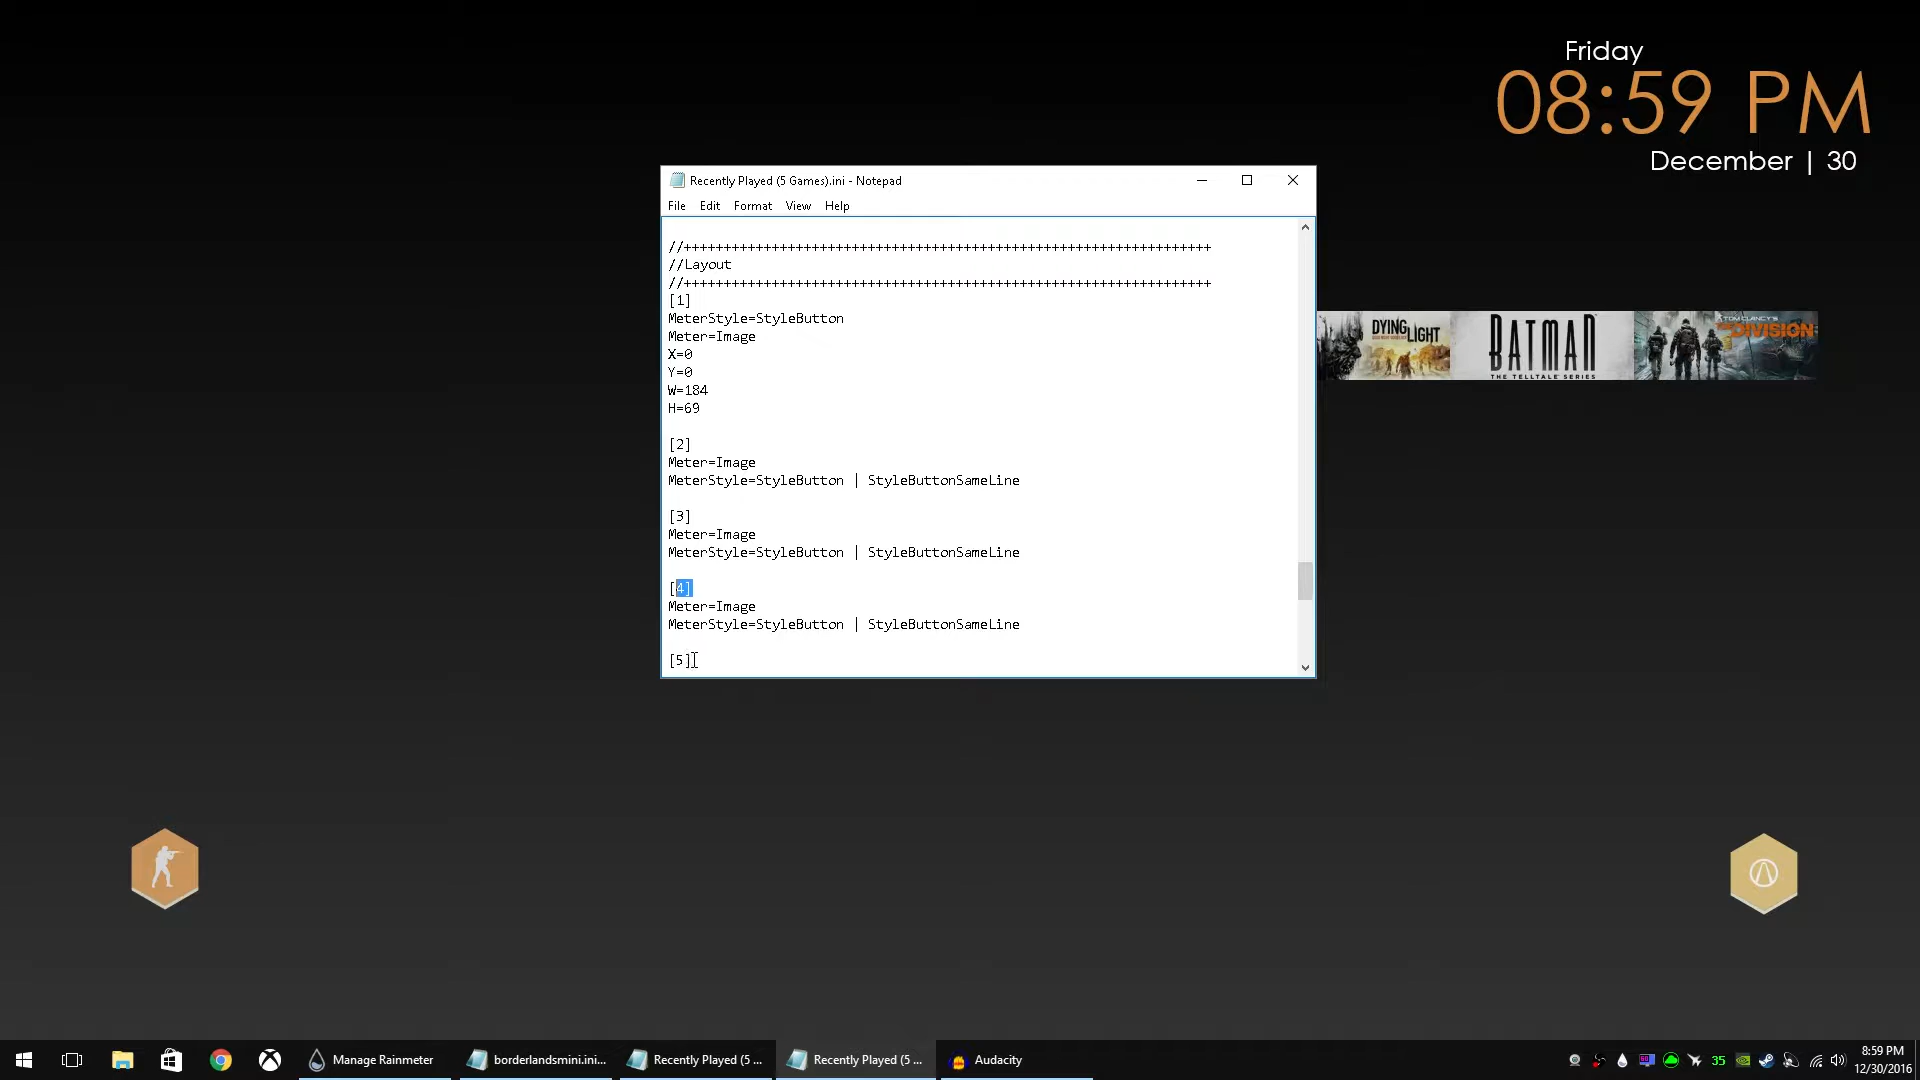 Friday
08:59 PM
December | 30
Recently Played (5 Games).ini - Notepad
File Edit Format View Help
//++++++++++++++++++++++++++++++++++++++++++++++++++++++++++++++++++
//Layout
//++++++++++++++++++++++++++++++++++++++++++++++++++++++++++++++++++
[1]
MeterStyle=StyleButton
Meter=Image
X=0
Y=0
W=184
H=69
[2]
Meter=Image
MeterStyle=StyleButton | StyleButtonSameLine
[3]
Meter=Image
MeterStyle=StyleButton | StyleButtonSameLine
[4]
Meter=Image
MeterStyle=StyleButton | StyleButtonSameLine
[5]
DYING LIGHT
BATMAN
THE TELLTALE SERIES
TOM CLANCY'S
THE DIVISION
Manage Rainmeter
borderlandsmini.ini...
Recently Played (5 ...
Recently Played (5 ...
Audacity
35
8:59 PM
12/30/2016